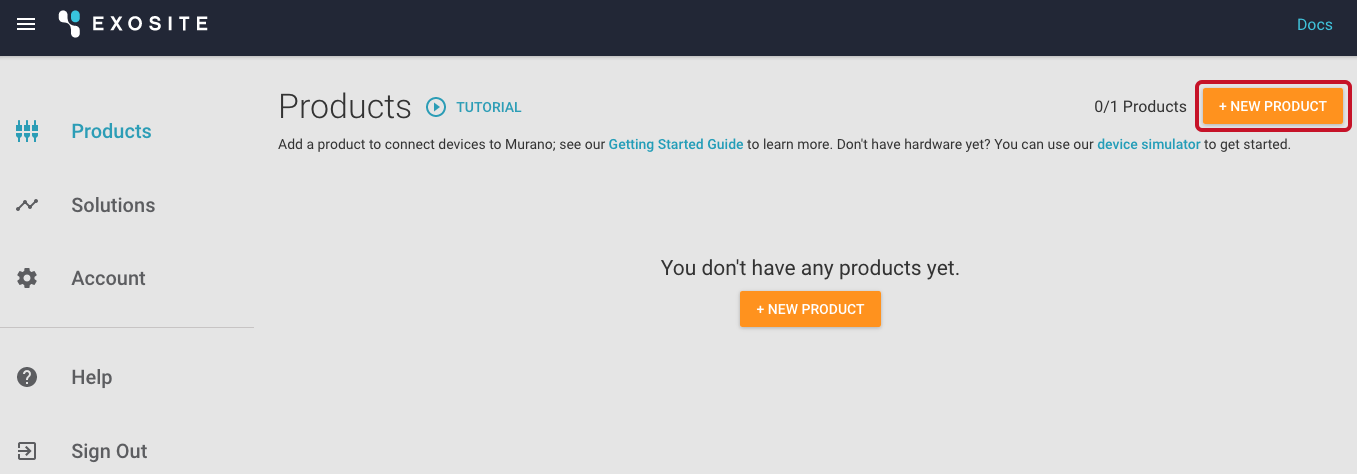 EXOSITE
Docs
Products
Solutions
Account
Help
Sign Out
Products
TUTORIAL
0/1 Products
+ NEW PRODUCT
Add a product to connect devices to Murano; see our Getting Started Guide to learn more. Don't have hardware yet? You can use our device simulator to get started.
You don't have any products yet.
+ NEW PRODUCT